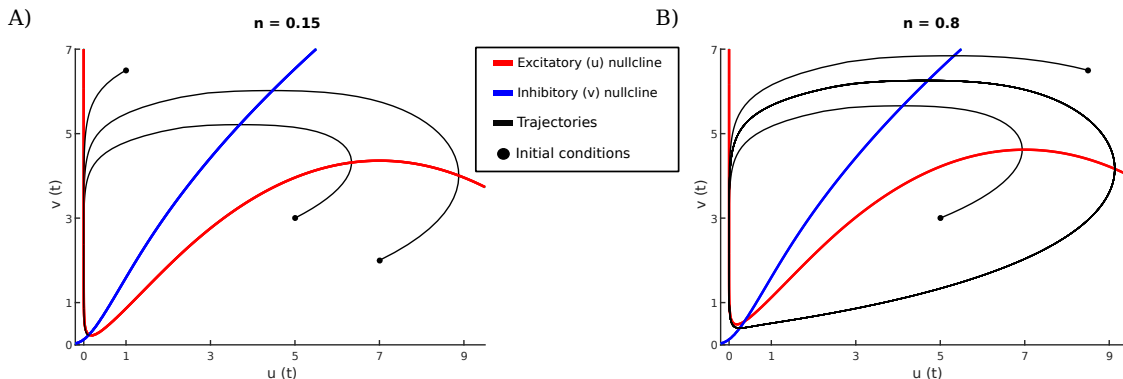 A)
n = 0.15
v (t)
7
5
3
1
0
0 1 3 5 7 9
u (t)
Excitatory (u) nullcline
Inhibitory (v) nullcline
Trajectories
Initial conditions
B)
n = 0.8
v (t)
7
5
3
1
0
0 1 3 5 7 9
u (t)